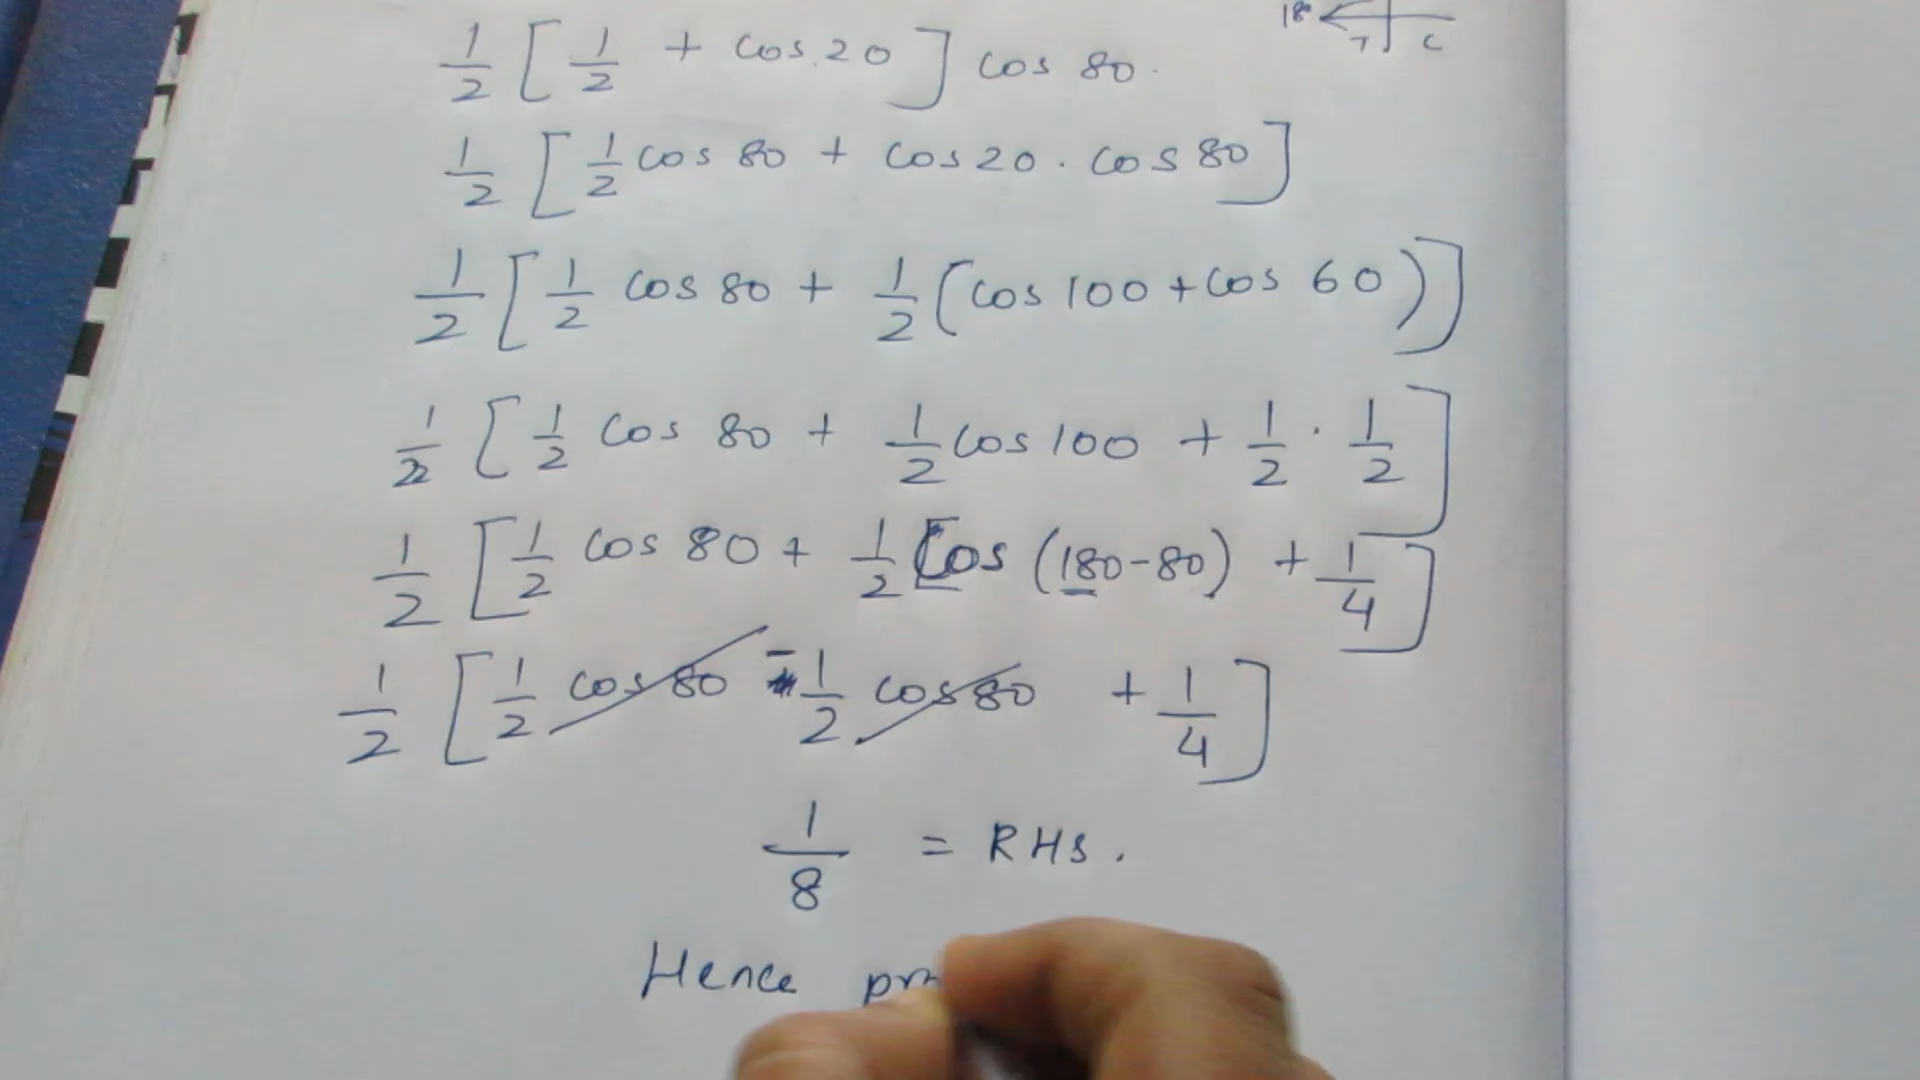 180 T C
1/2 [ 1/2 + cos 20 ] cos 80.
1/2 [ 1/2 cos 80 + cos 20 . cos 80 ]
1/2 [ 1/2 cos 80 + 1/2 ( cos 100 + cos 60 ) ]
1/2 [ 1/2 cos 80 + 1/2 cos 100 + 1/2 . 1/2 ]
1/2 [ 1/2 cos 80 + 1/2 cos (180-80) + 1/4 ]
1/2 [ 1/2 cos 80 - 1/2 cos 80 + 1/4 ]
1/8 = RHS.
Hence